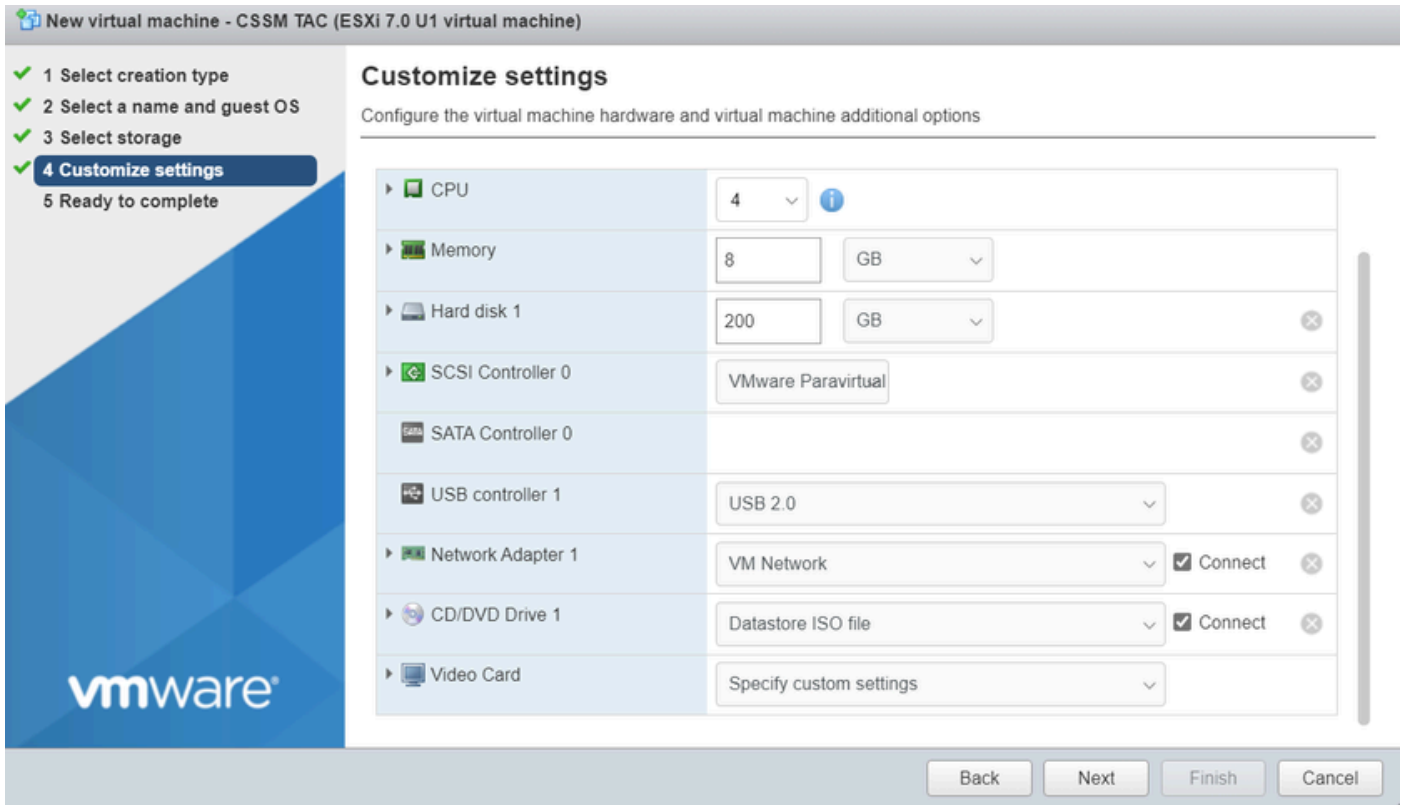 New virtual machine - CSSM TAC (ESXi 7.0 U1 virtual machine)
1 Select creation type
2 Select a name and guest OS
3 Select storage
4 Customize settings
5 Ready to complete
vmware®
Customize settings
Configure the virtual machine hardware and virtual machine additional options
CPU 4
Memory 8 GB
Hard disk 1 200 GB
SCSI Controller 0 VMware Paravirtual
SATA SATA Controller 0
USB controller 1 USB 2.0
Network Adapter 1 VM Network Connect
CD/DVD Drive 1 Datastore ISO file Connect
Video Card Specify custom settings
Back Next Finish Cancel